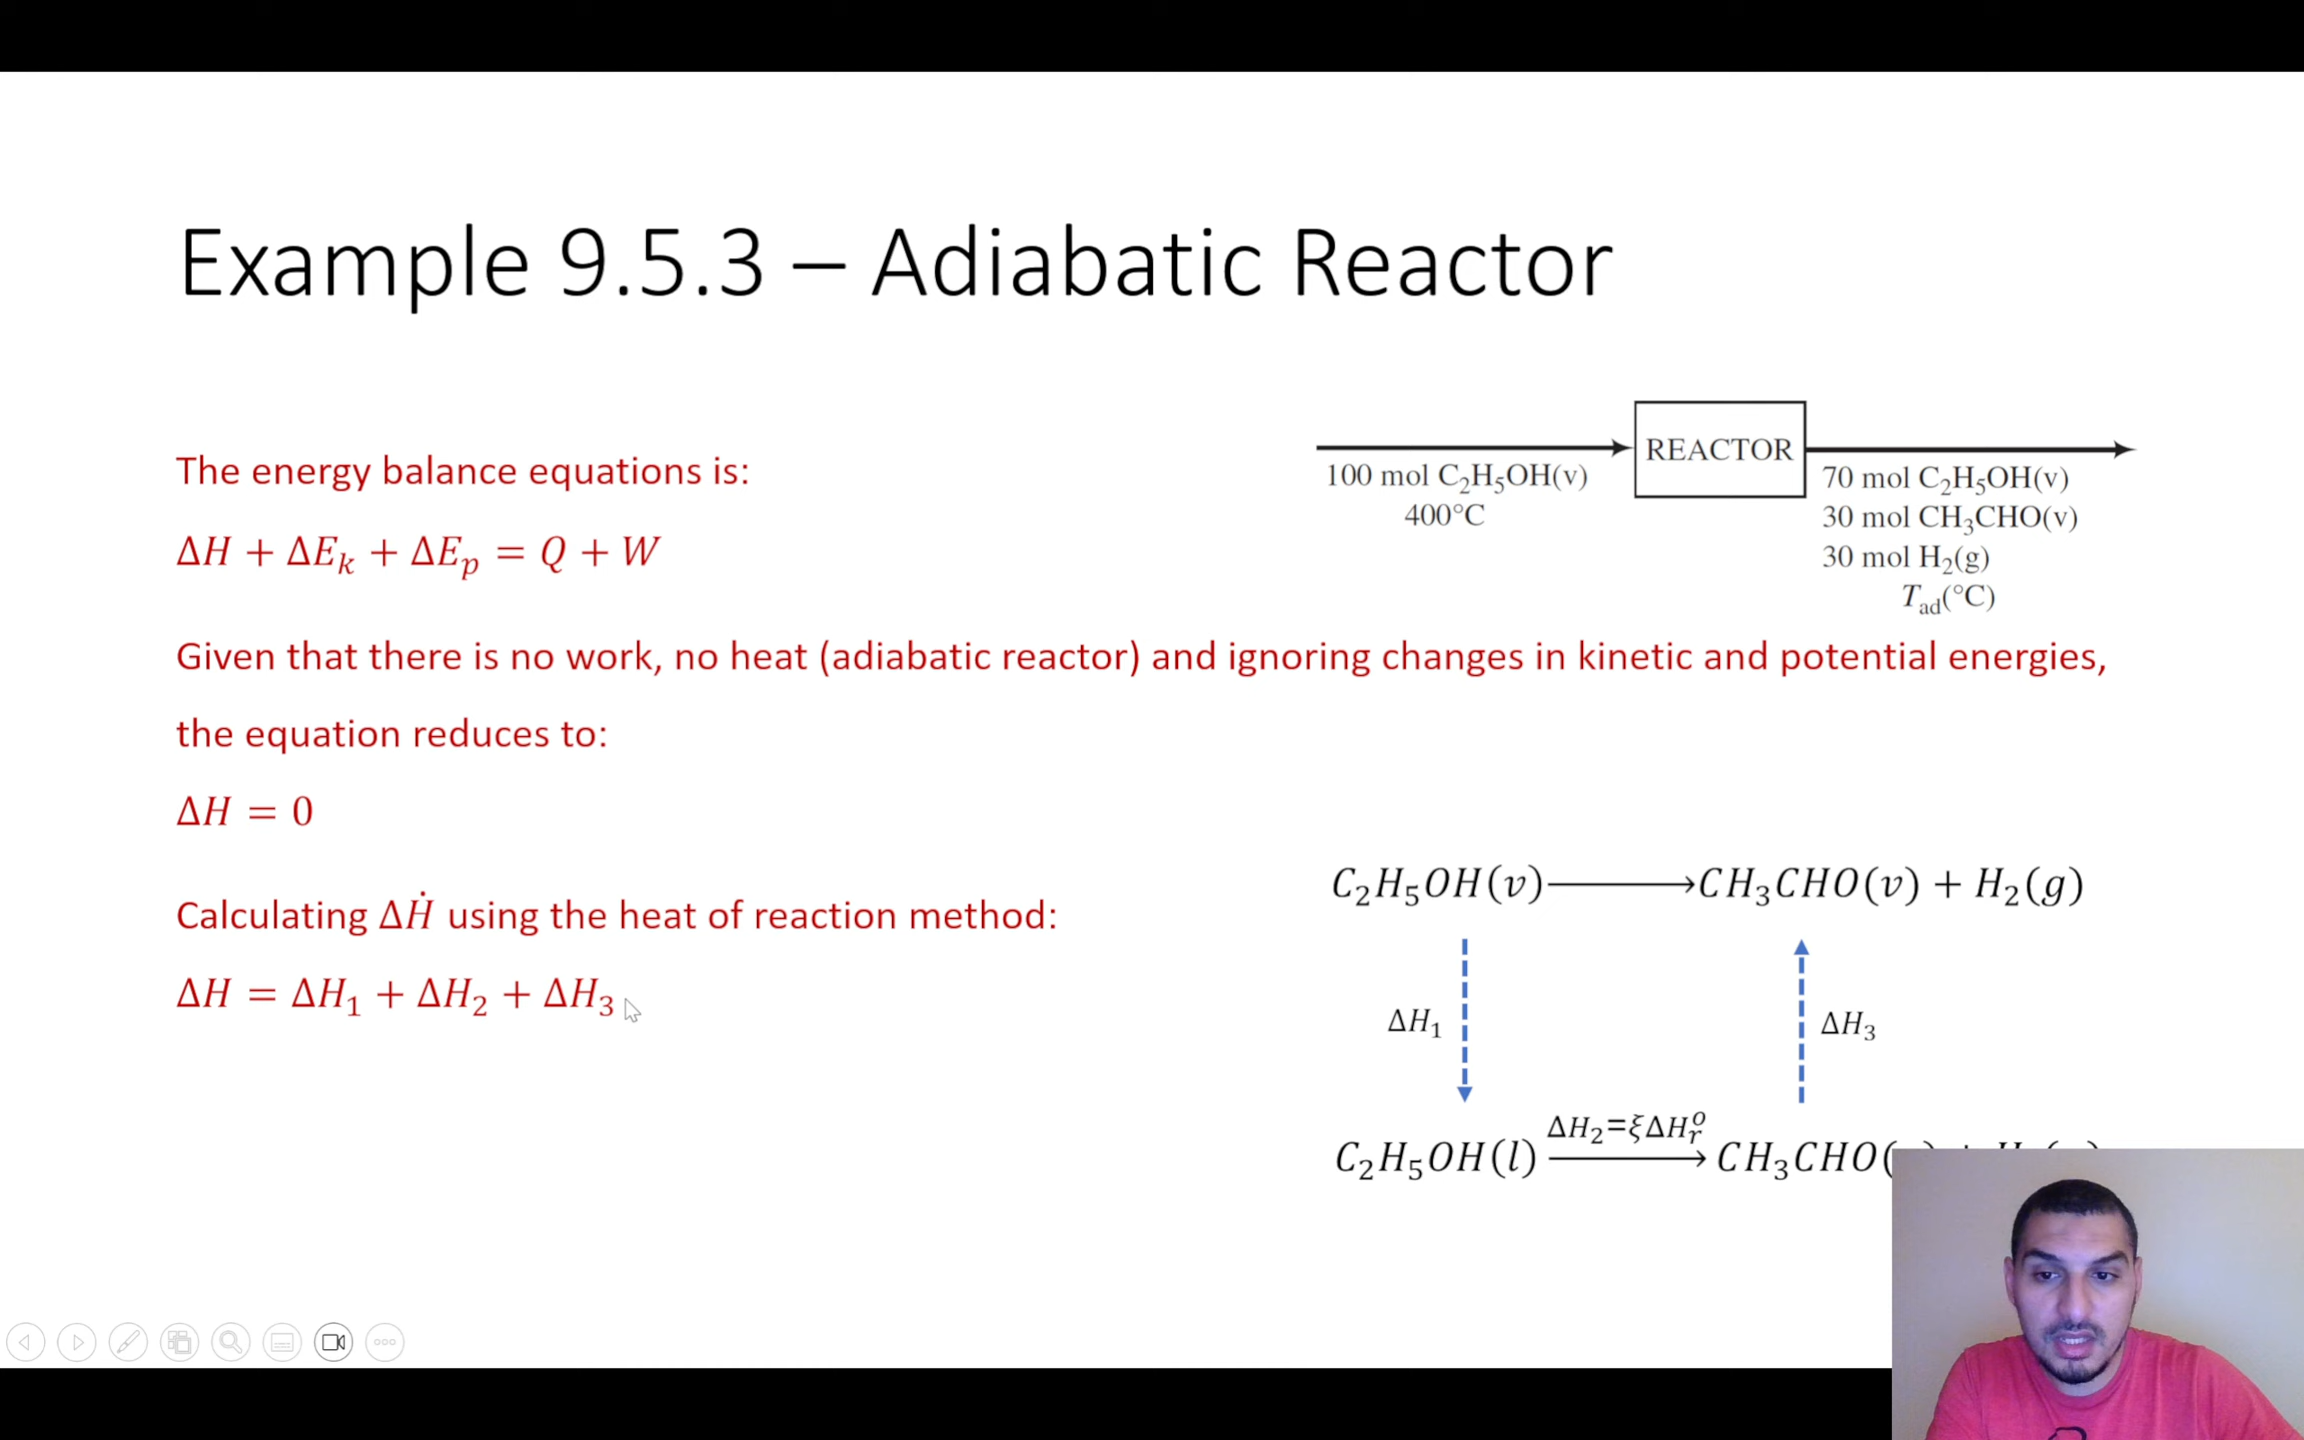 Example 9.5.3 – Adiabatic Reactor
The energy balance equations is:
ΔH + ΔEₖ + ΔEₚ = Q + W
REACTOR
100 mol C₂H₅OH(v)
400°C
70 mol C₂H₅OH(v)
30 mol CH₃CHO(v)
30 mol H₂(g)
T_ad(°C)
Given that there is no work, no heat (adiabatic reactor) and ignoring changes in kinetic and potential energies,
the equation reduces to:
ΔH = 0
Calculating ΔḢ using the heat of reaction method:
ΔH = ΔH₁ + ΔH₂ + ΔH₃
C₂H₅OH(v) ⟶ CH₃CHO(v) + H₂(g)
ΔH₁
ΔH₃
ΔH₂=ξΔHᵣᵒ
C₂H₅OH(l) ⟶ CH₃CHO(